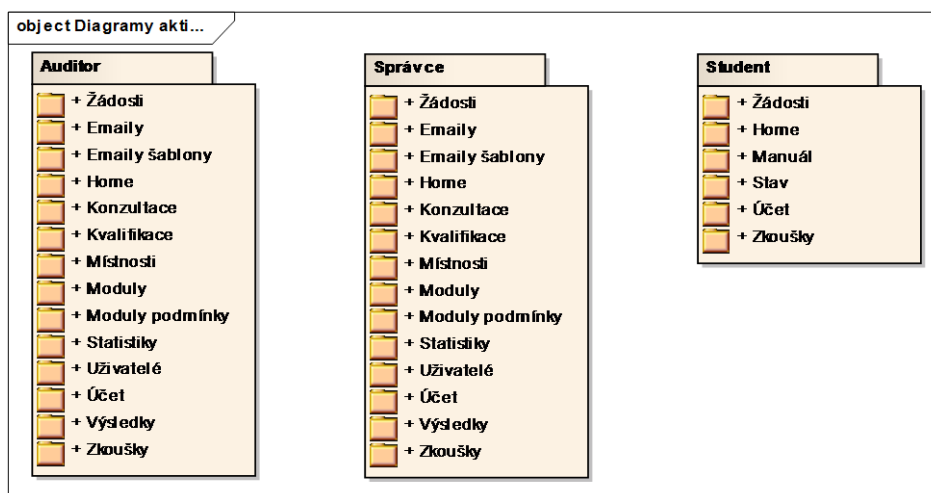 object Diagramy akti...
Auditor
+ Žádosti
+ Emaily
+ Emaily šablony
+ Home
+ Konzultace
+ Kvalifikace
+ Místnosti
+ Moduly
+ Moduly podmínky
+ Statistiky
+ Uživatelé
+ Účet
+ Výsledky
+ Zkoušky
Správce
+ Žádosti
+ Emaily
+ Emaily šablony
+ Home
+ Konzultace
+ Kvalifikace
+ Místnosti
+ Moduly
+ Moduly podmínky
+ Statistiky
+ Uživatelé
+ Účet
+ Výsledky
+ Zkoušky
Student
+ Žádosti
+ Home
+ Manuál
+ Stav
+ Účet
+ Zkoušky